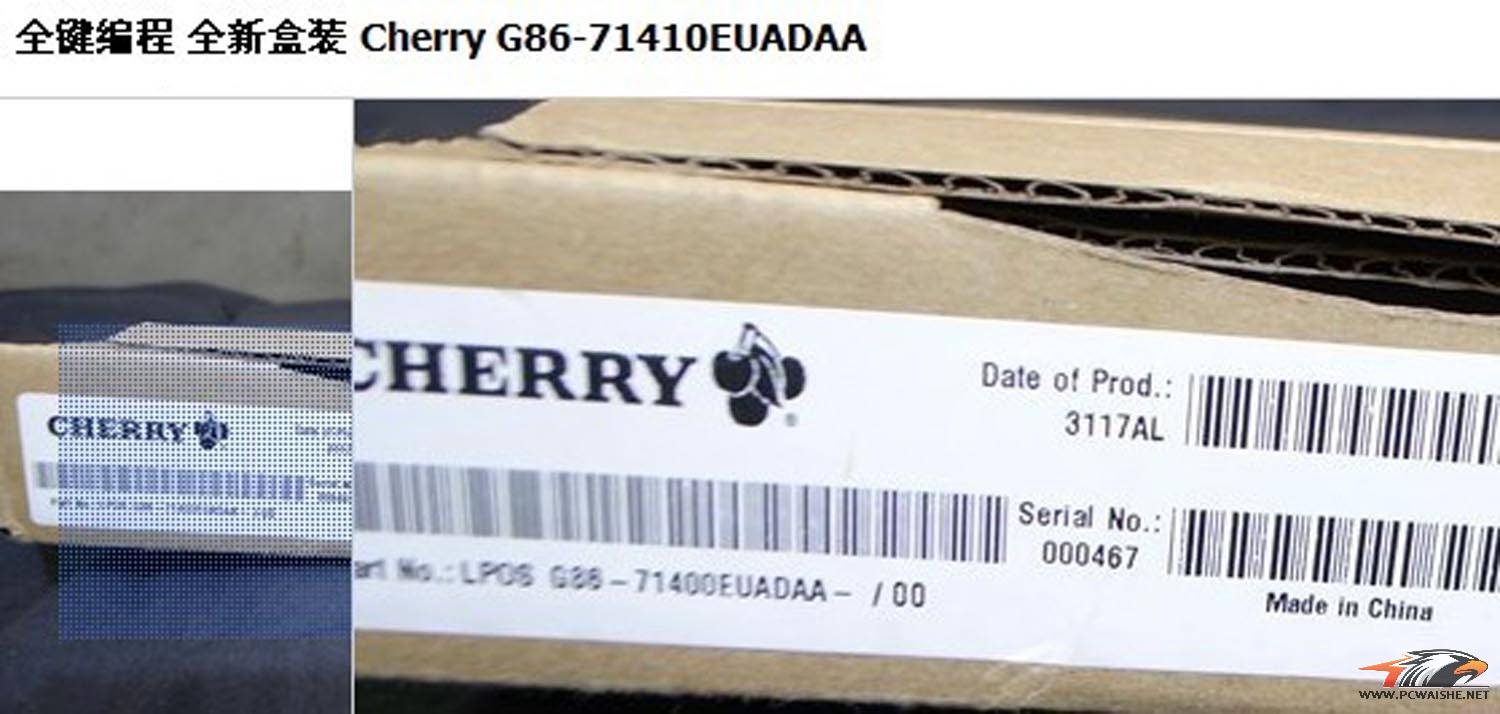 全键编程 全新盒装 Cherry G86-71410EUADAA
CHERRY
CHERRY
Date of Prod.:
3117AL
Serial No.:
000467
art No.: LPOS G86-71400EUADAA- /00
Made in China
WWW.PCWAISHE.NET